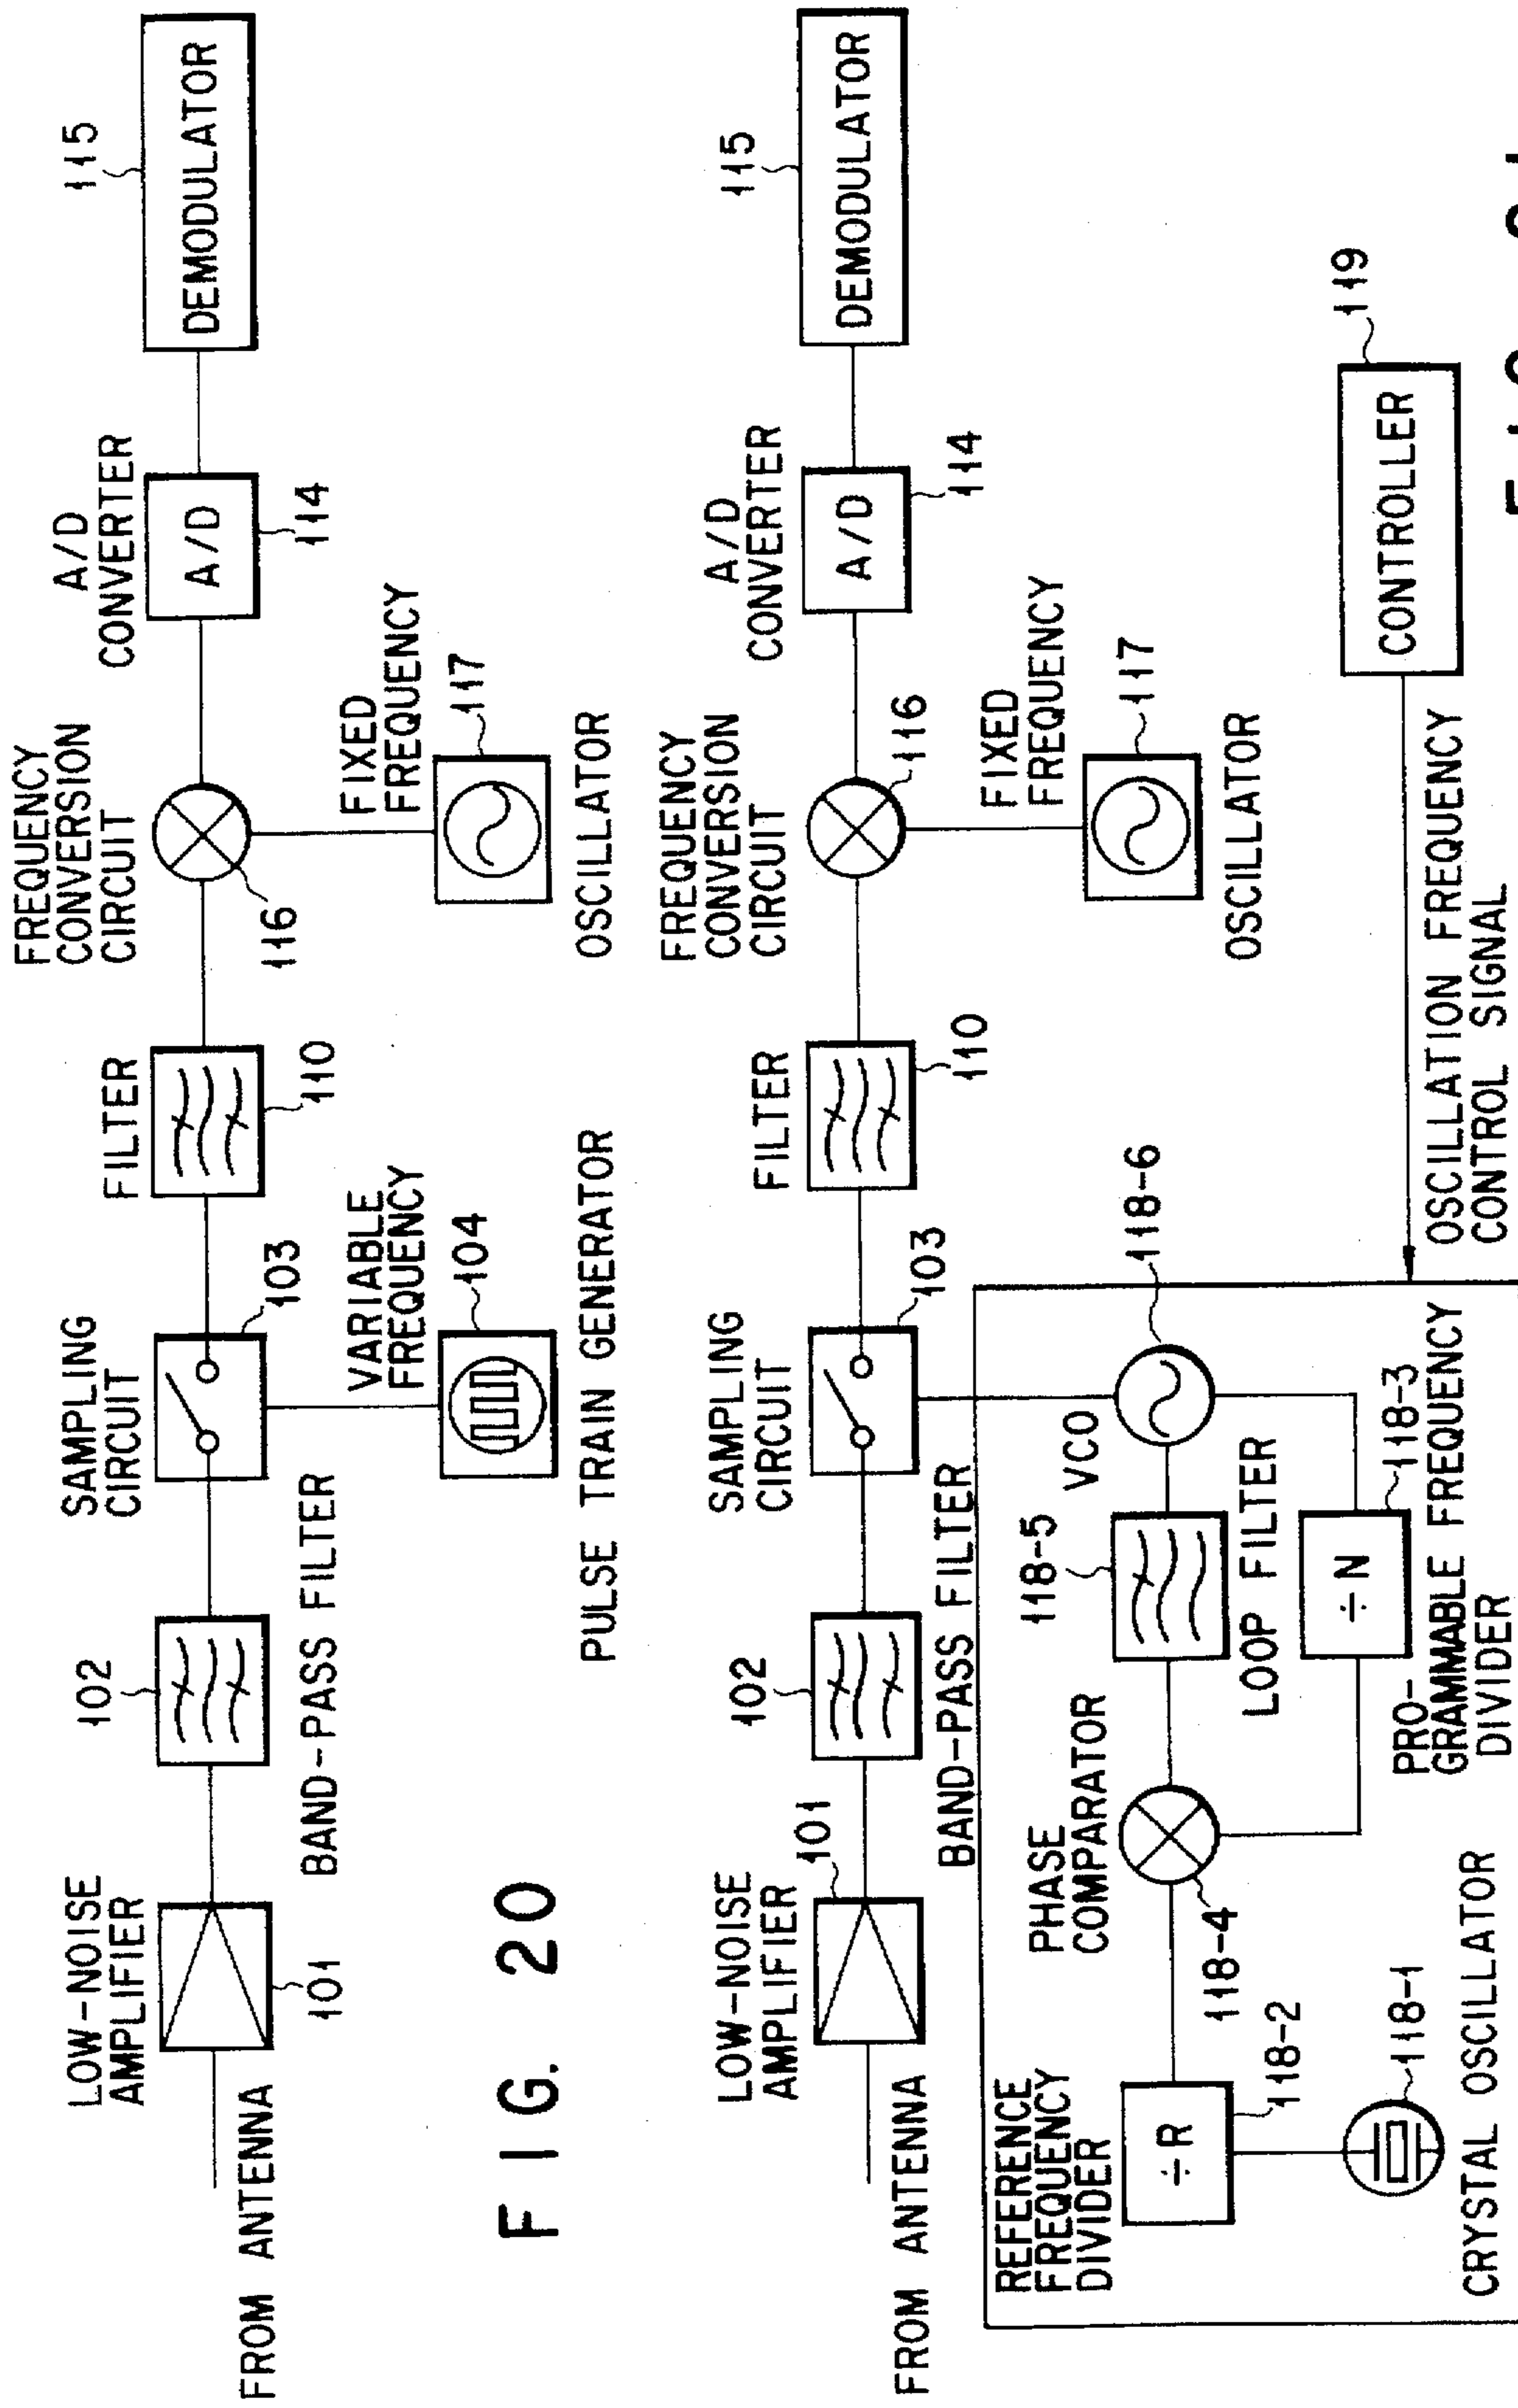 FROM ANTENNA
LOW-NOISE
AMPLIFIER
101
102
BAND-PASS FILTER
SAMPLING
CIRCUIT
103
VARIABLE
FREQUENCY
104
PULSE TRAIN GENERATOR
FILTER
110
FREQUENCY
CONVERSION
CIRCUIT
116
FIXED
FREQUENCY
117
OSCILLATOR
A/D
CONVERTER
A/D
114
115
DEMODULATOR
FIG. 20
FROM ANTENNA
LOW-NOISE
AMPLIFIER
101
102
BAND-PASS FILTER
SAMPLING
CIRCUIT
103
FILTER
110
FREQUENCY
CONVERSION
CIRCUIT
116
FIXED
FREQUENCY
117
OSCILLATOR
A/D
CONVERTER
A/D
114
115
DEMODULATOR
REFERENCE
FREQUENCY
DIVIDER
÷R
118-2
118-1
CRYSTAL OSCILLATOR
PHASE
COMPARATOR
118-4
118-5
LOOP FILTER
VCO
118-6
÷N
118-3
PRO-
GRAMMABLE FREQUENCY
DIVIDER
OSCILLATION FREQUENCY
CONTROL SIGNAL
CONTROLLER
119